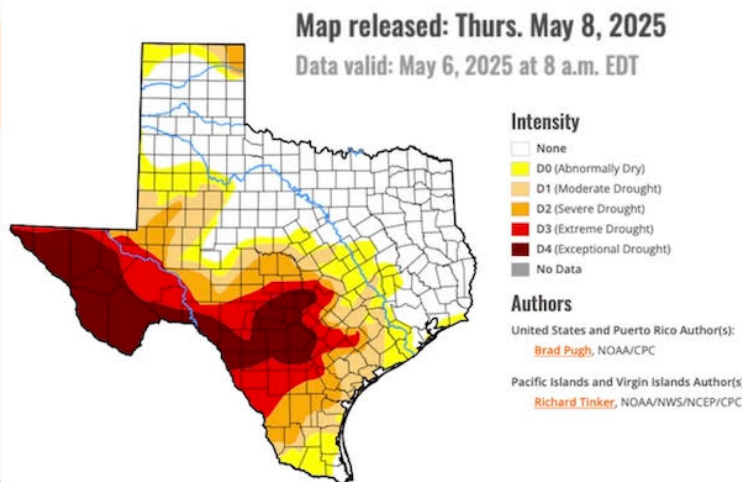 Map released: Thurs. May 8, 2025
Data valid: May 6, 2025 at 8 a.m. EDT
Intensity
None
D0 (Abnormally Dry)
D1 (Moderate Drought)
D2 (Severe Drought)
D3 (Extreme Drought)
D4 (Exceptional Drought)
No Data
Authors
United States and Puerto Rico Author(s):
Brad Pugh, NOAA/CPC
Pacific Islands and Virgin Islands Author(s)
Richard Tinker, NOAA/NWS/NCEP/CPC